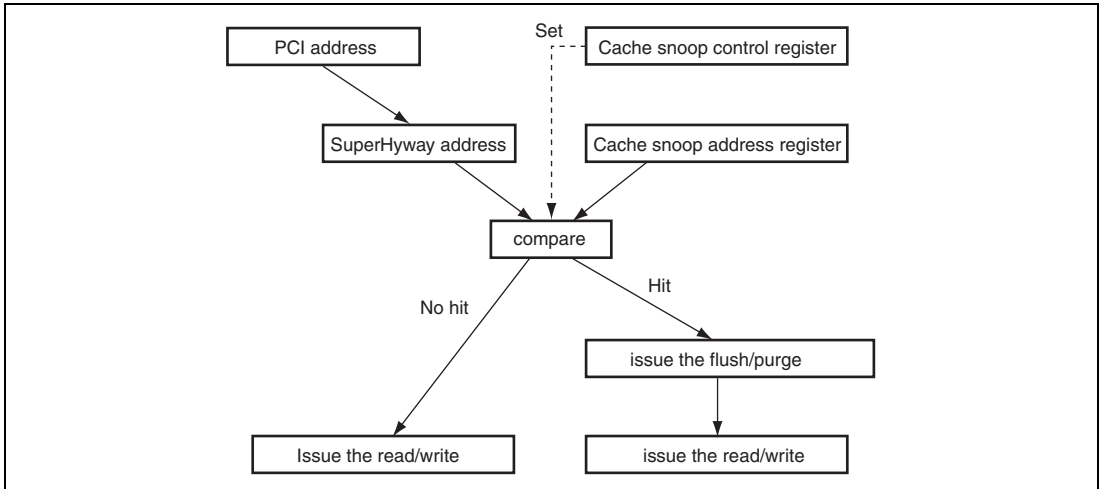 Set
PCI address
Cache snoop control register
SuperHyway address
Cache snoop address register
compare
Hit
No hit
issue the flush/purge
Issue the read/write
issue the read/write